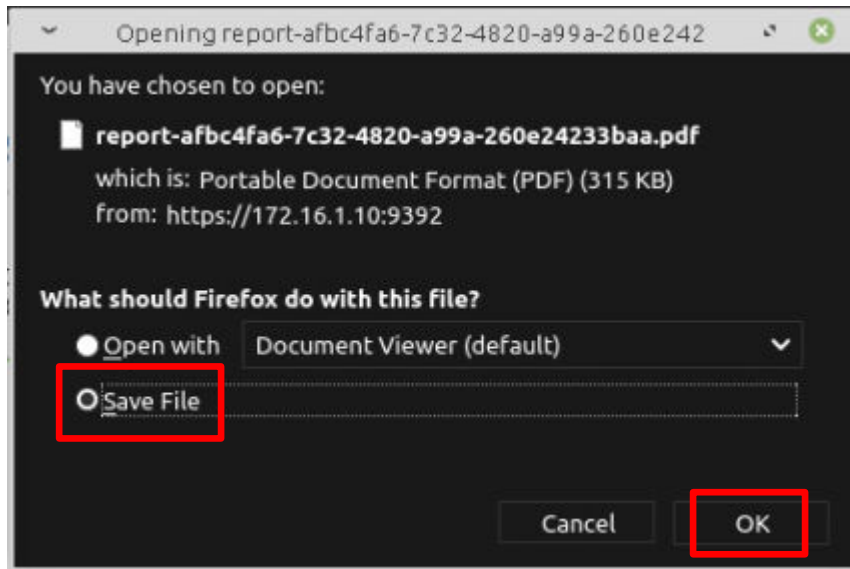 Opening report-afbc4fa6-7c32-4820-a99a-260e242
You have chosen to open:
report-afbc4fa6-7c32-4820-a99a-260e24233baa.pdf
which is: Portable Document Format (PDF) (315 KB)
from: https://172.16.1.10:9392
What should Firefox do with this file?
Open with Document Viewer (default)
Save File
Cancel OK